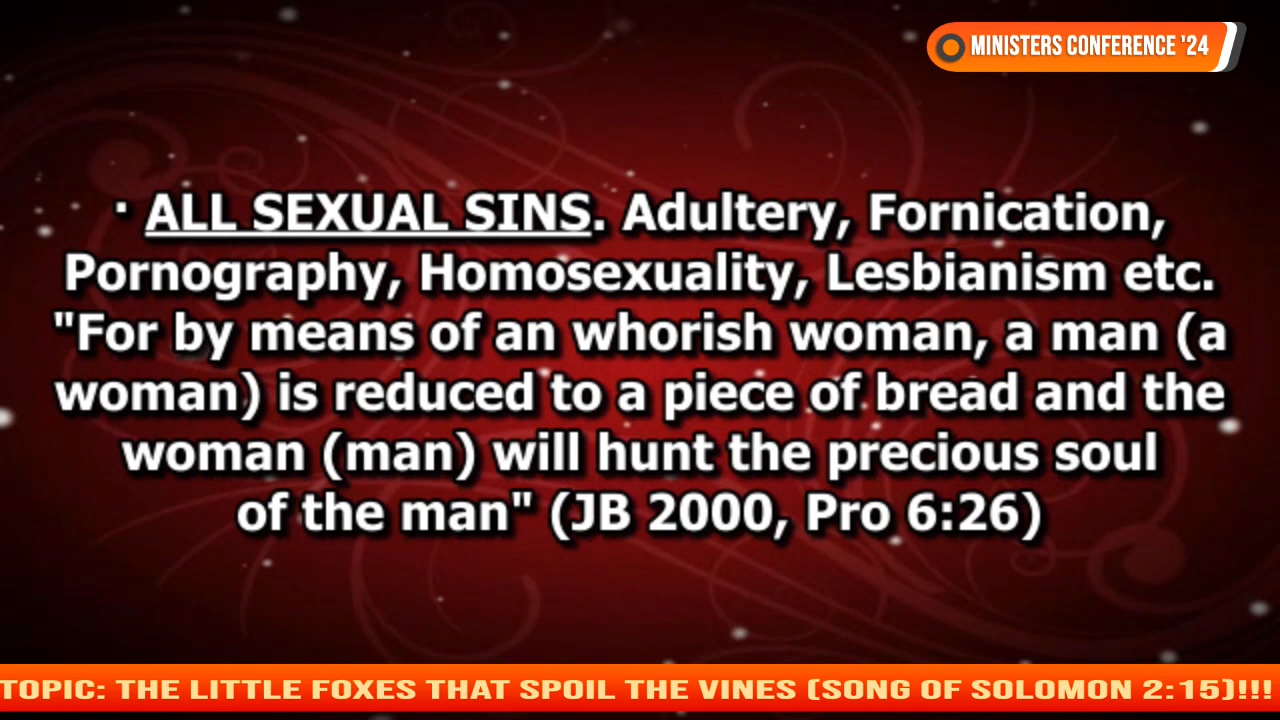 MINISTERS CONFERENCE '24
· ALL SEXUAL SINS. Adultery, Fornication,
Pornography, Homosexuality, Lesbianism etc.
"For by means of an whorish woman, a man (a
woman) is reduced to a piece of bread and the
woman (man) will hunt the precious soul
of the man" (JB 2000, Pro 6:26)
TOPIC: THE LITTLE FOXES THAT SPOIL THE VINES (SONG OF SOLOMON 2:15)!!!